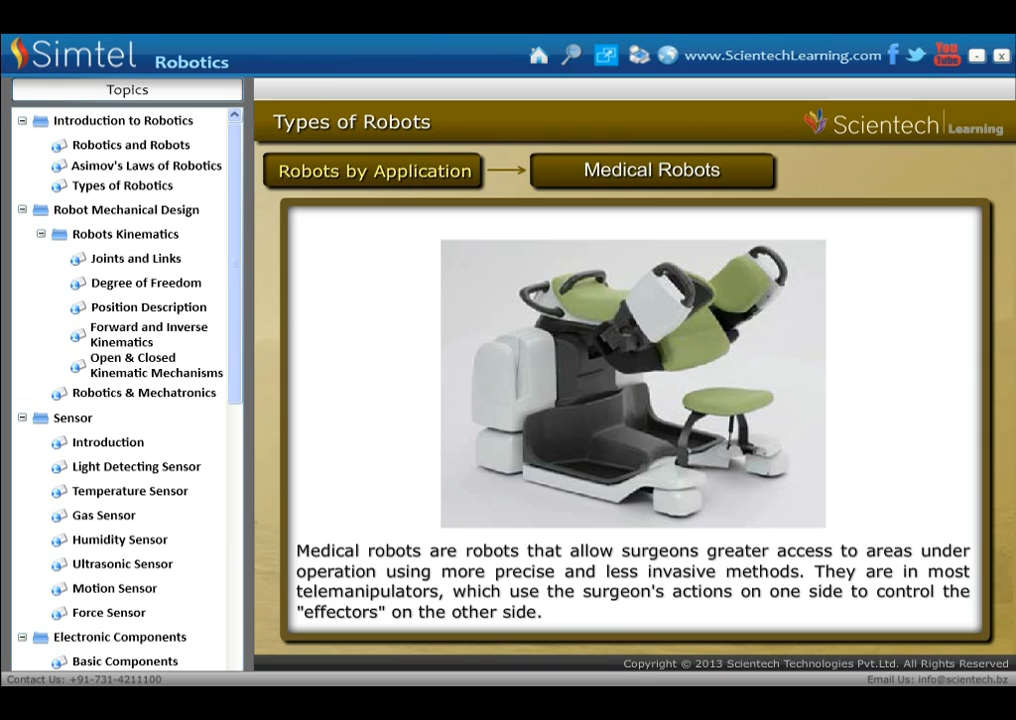 Simtel Robotics
www.ScientechLearning.com
You Tube
Topics
Introduction to Robotics
Robotics and Robots
Asimov's Laws of Robotics
Types of Robotics
Robot Mechanical Design
Robots Kinematics
Joints and Links
Degree of Freedom
Position Description
Forward and Inverse
Kinematics
Open & Closed
Kinematic Mechanisms
Robotics & Mechatronics
Sensor
Introduction
Light Detecting Sensor
Temperature Sensor
Gas Sensor
Humidity Sensor
Ultrasonic Sensor
Motion Sensor
Force Sensor
Electronic Components
Basic Components
Types of Robots
Scientech Learning
Robots by Application
Medical Robots
Medical robots are robots that allow surgeons greater access to areas under
operation using more precise and less invasive methods. They are in most
telemanipulators, which use the surgeon's actions on one side to control the
"effectors" on the other side.
Copyright © 2013 Scientech Technologies Pvt.Ltd. All Rights Reserved
Contact Us: +91-731-4211100
Email Us: info@scientech.bz